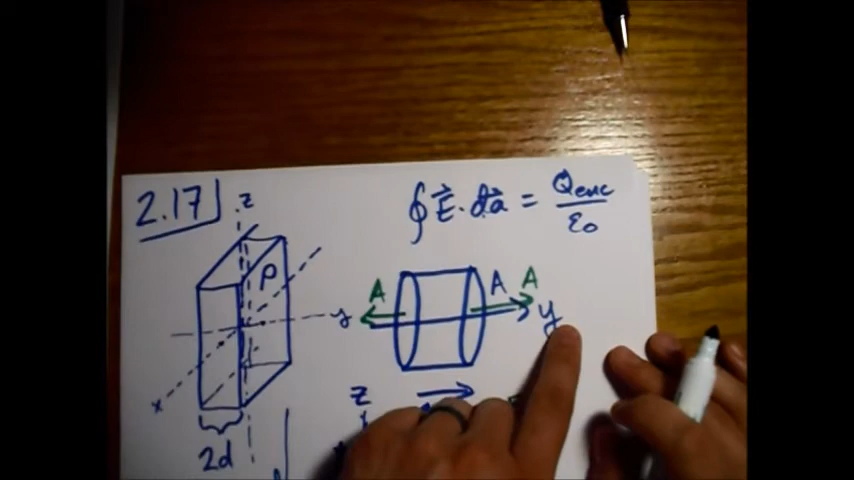 2.17
∮ E⃗ · da⃗ = Qenc / ε₀
z
ρ
y
x
2d
A
A
A
y
z